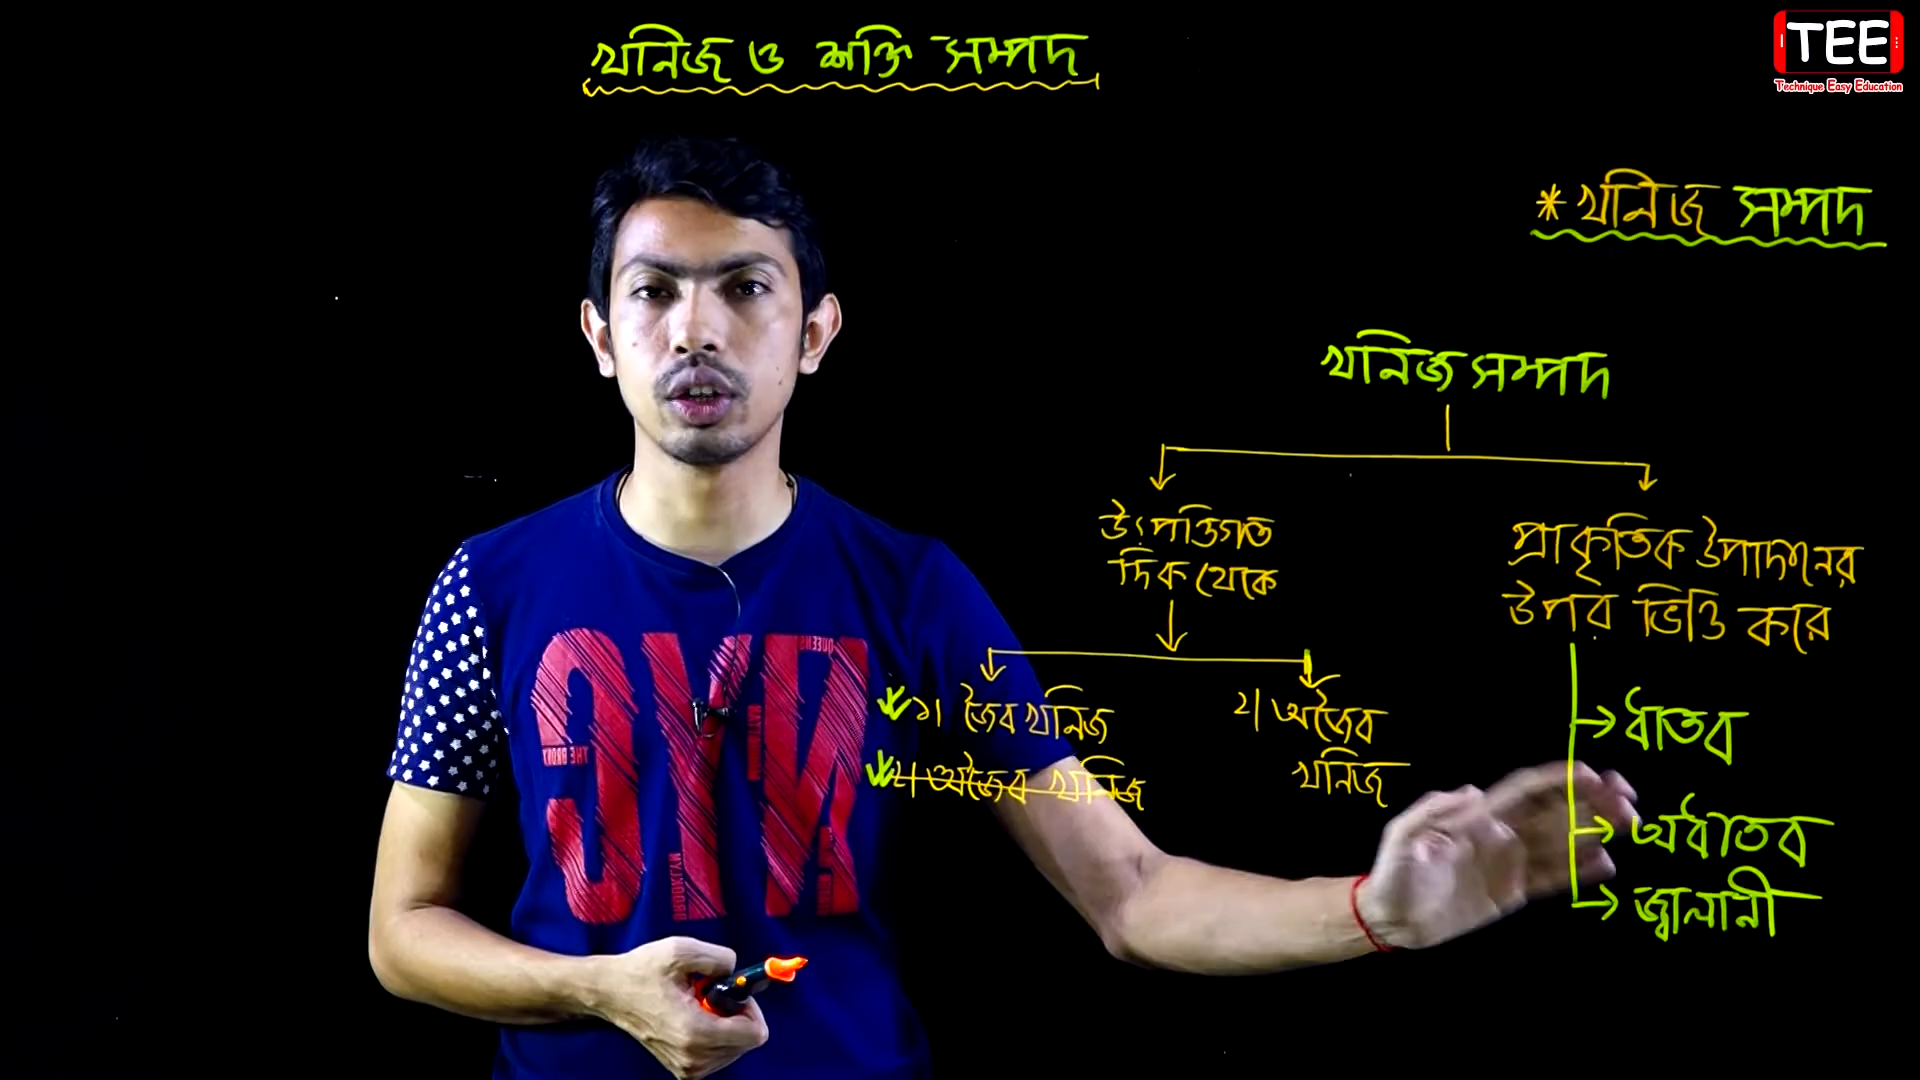 খনিজ ও শক্তি সম্পদ
TEE
Technique Easy Education
* খনিজ সম্পদ
খনিজ সম্পদ
উৎপত্তিগত
দিক থেকে
প্রাকৃতিক উপাদানের
উপর ভিত্তি করে
১। জৈব খনিজ
২। অজৈব খনিজ
২। অজৈব
খনিজ
ধাতব
অধাতব
জ্বালানী